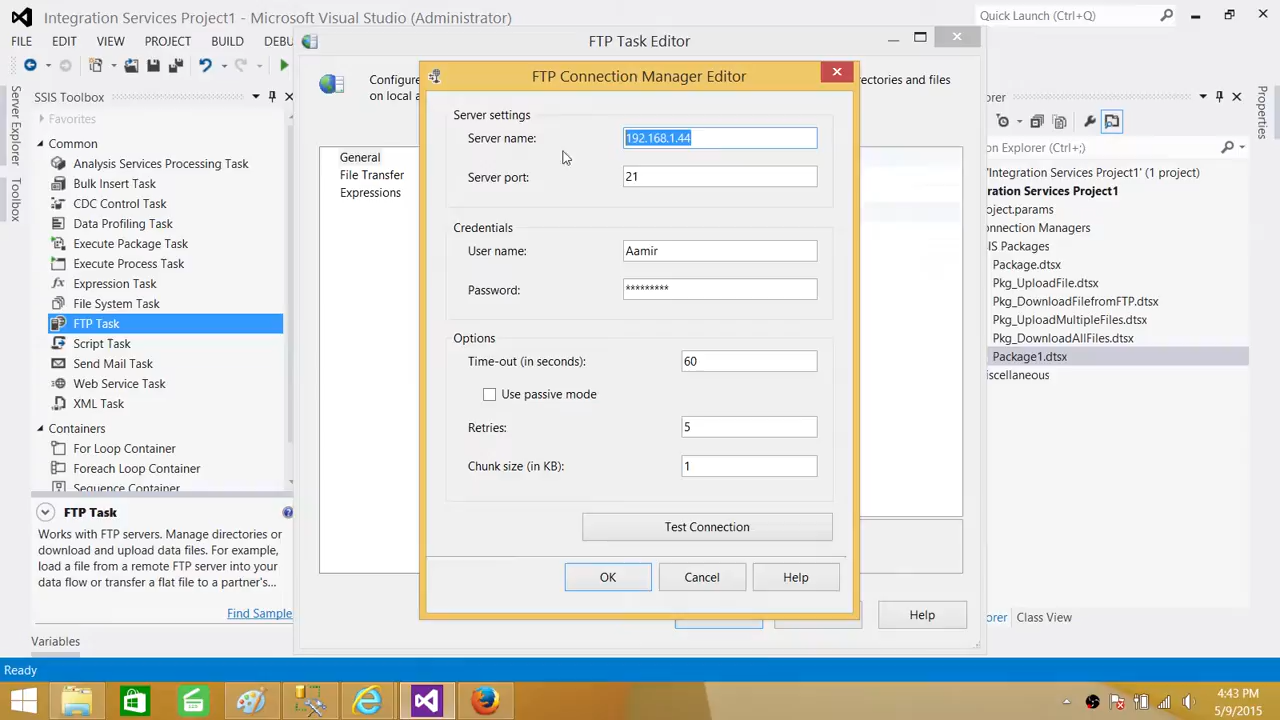 Integration Services Project1 - Microsoft Visual Studio (Administrator)
Quick Launch (Ctrl+Q)
FILE EDIT VIEW PROJECT BUILD DEBU
FTP Task Editor
Configure
on local a
rectories and files
FTP Connection Manager Editor
Server settings
Server name: 192.168.1.44
Server port: 21
Credentials
User name: Aamir
Password: *********
Options
Time-out (in seconds): 60
Use passive mode
Retries: 5
Chunk size (in KB): 1
Test Connection
OK Cancel Help
General
File Transfer
Expressions
Help
Server Explorer
Toolbox
SSIS Toolbox
Favorites
Common
Analysis Services Processing Task
Bulk Insert Task
CDC Control Task
Data Profiling Task
Execute Package Task
Execute Process Task
Expression Task
File System Task
FTP Task
Script Task
Send Mail Task
Web Service Task
XML Task
Containers
For Loop Container
Foreach Loop Container
Sequence Container
FTP Task
Works with FTP servers. Manage directories or
download and upload data files. For example,
load a file from a remote FTP server into your
data flow or transfer a flat file to a partner's...
Find Sample
Variables
Ready
orer
Properties
on Explorer (Ctrl+;)
'Integration Services Project1' (1 project)
ration Services Project1
oject.params
nnection Managers
IS Packages
Package.dtsx
Pkg_UploadFile.dtsx
Pkg_DownloadFilefromFTP.dtsx
Pkg_UploadMultipleFiles.dtsx
Pkg_DownloadAllFiles.dtsx
Package1.dtsx
iscellaneous
orer Class View
4:43 PM
5/9/2015